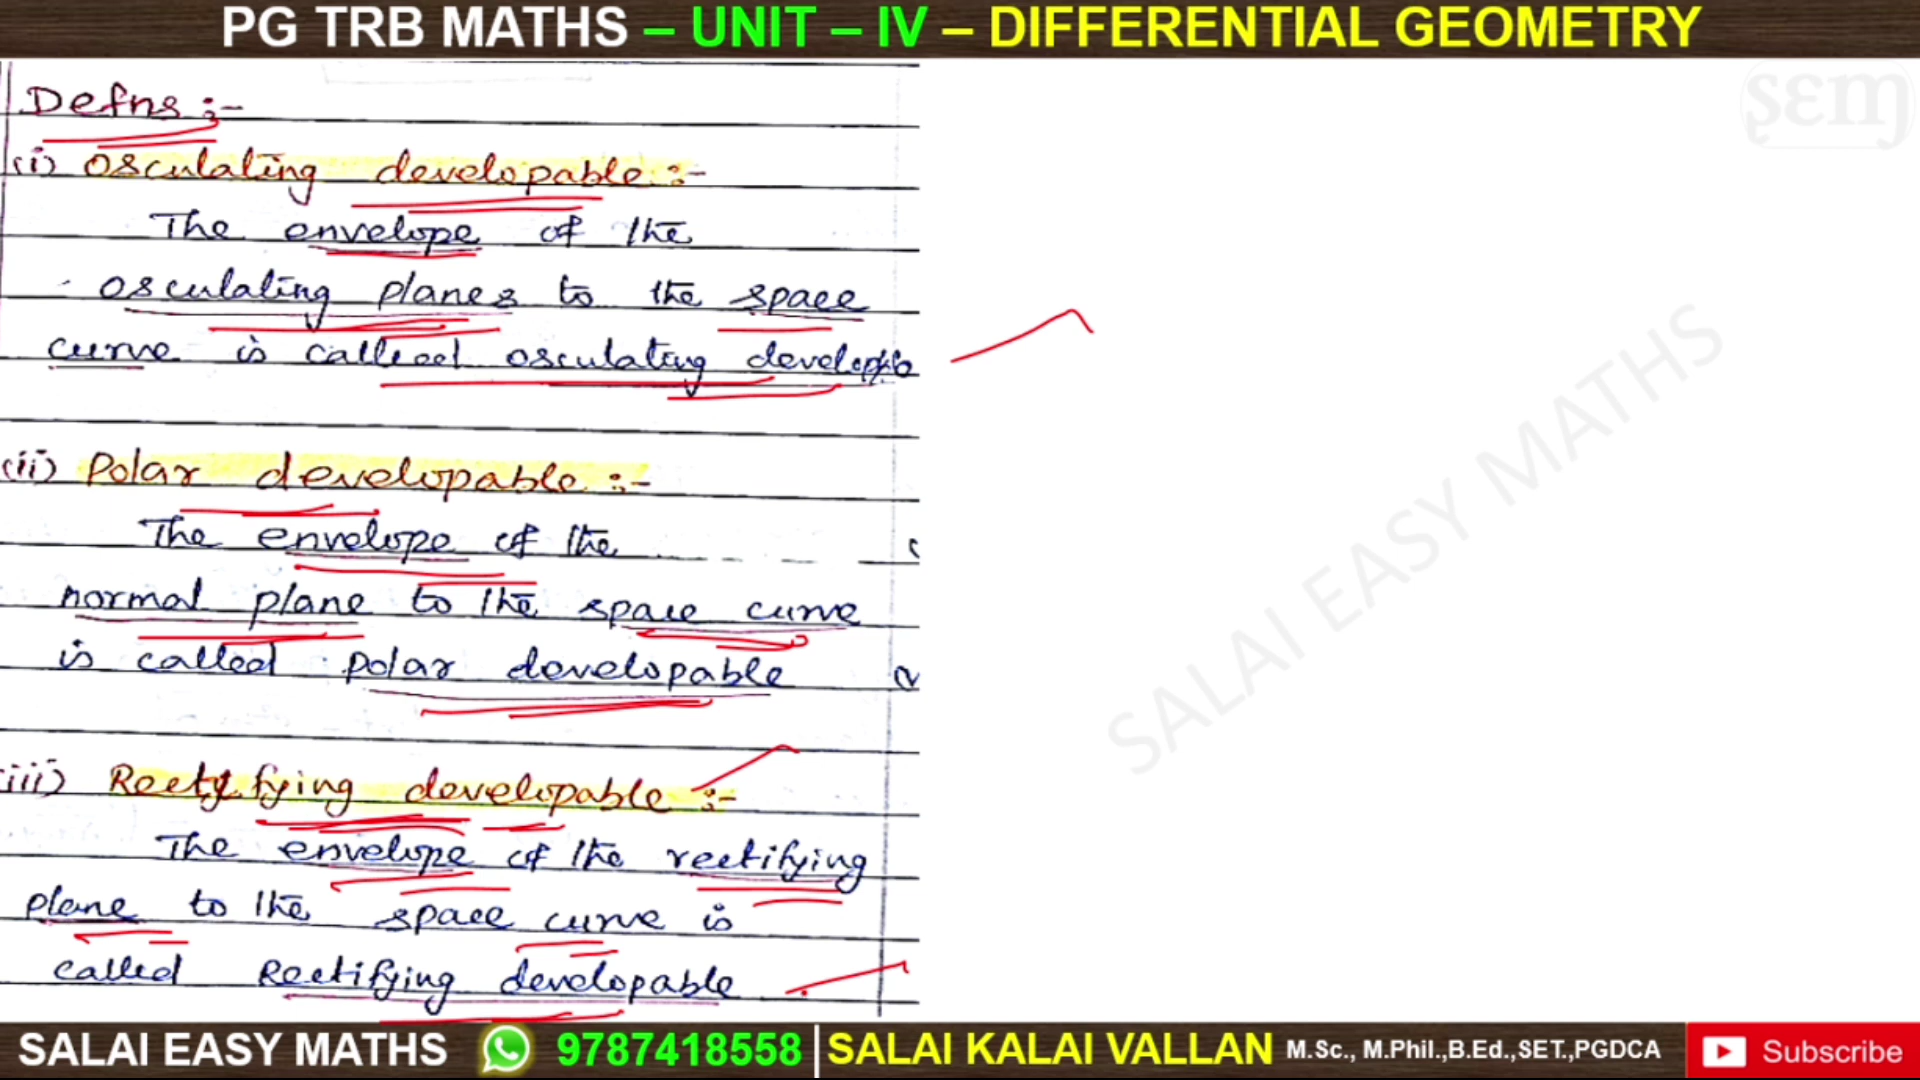 PG TRB MATHS – UNIT – IV – DIFFERENTIAL GEOMETRY
sεm
Defns :-
(i) Osculating developable :-
The envelope of the
osculating planes to the space
curve is called osculating developa
(ii) Polar developable :-
The envelope of the
normal plane to the space curve
is called polar developable
(iii) Rectifying developable :-
The envelope of the rectifying
plane to the space curve is
called Rectifying developable
SALAI EASY MATHS
SALAI EASY MATHS 9787418558 | SALAI KALAI VALLAN M.Sc., M.Phil.,B.Ed.,SET.,PGDCA Subscribe